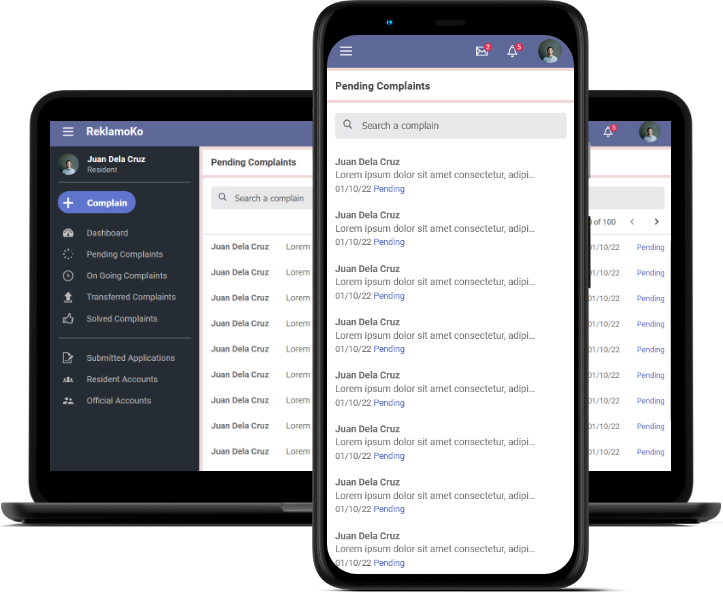 ReklamoKo
Juan Dela Cruz
Resident
Complain
Dashboard
Pending Complaints
On Going Complaints
Transferred Complaints
Solved Complaints
Submitted Applications
Resident Accounts
Official Accounts
Pending Complaints
Search a complain
Juan Dela Cruz Lorem
Juan Dela Cruz Lorem
Juan Dela Cruz Lorem
Juan Dela Cruz Lorem
Juan Dela Cruz Lorem
Juan Dela Cruz Lorem
Juan Dela Cruz Lorem
Juan Dela Cruz Lorem
Juan Dela Cruz Lorem
2
5
Pending Complaints
Search a complain
Juan Dela Cruz
Lorem ipsum dolor sit amet consectetur, adipi...
01/10/22 Pending
Juan Dela Cruz
Lorem ipsum dolor sit amet consectetur, adipi...
01/10/22 Pending
Juan Dela Cruz
Lorem ipsum dolor sit amet consectetur, adipi...
01/10/22 Pending
Juan Dela Cruz
Lorem ipsum dolor sit amet consectetur, adipi...
01/10/22 Pending
Juan Dela Cruz
Lorem ipsum dolor sit amet consectetur, adipi...
01/10/22 Pending
Juan Dela Cruz
Lorem ipsum dolor sit amet consectetur, adipi...
01/10/22 Pending
Juan Dela Cruz
Lorem ipsum dolor sit amet consectetur, adipi...
01/10/22 Pending
Juan Dela Cruz
Lorem ipsum dolor sit amet consectetur, adipi...
01/10/22 Pending
5
of 100
01/10/22 Pending
01/10/22 Pending
01/10/22 Pending
01/10/22 Pending
01/10/22 Pending
01/10/22 Pending
01/10/22 Pending
01/10/22 Pending
01/10/22 Pending